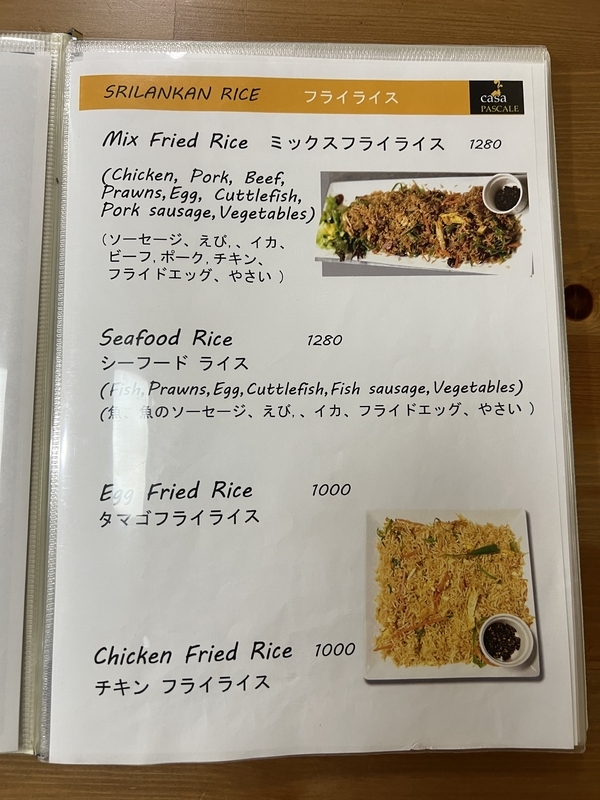 SRILANKAN RICE フライライス
casa
PASCALE
Mix Fried Rice ミックスフライライス 1280
(Chicken, Pork, Beef,
Prawns,Egg, Cuttlefish,
Pork sausage,Vegetables)
(ソーセージ、えび,、イカ、
ビーフ,ポーク,チキン、
フライドエッグ、やさい )
Seafood Rice 1280
シーフード ライス
(Fish,Prawns,Egg,Cuttlefish,Fish sausage,Vegetables)
(魚、魚のソーセージ、えび,、イカ、フライドエッグ、やさい )
Egg Fried Rice 1000
タマゴフライライス
Chicken Fried Rice 1000
チキン フライライス